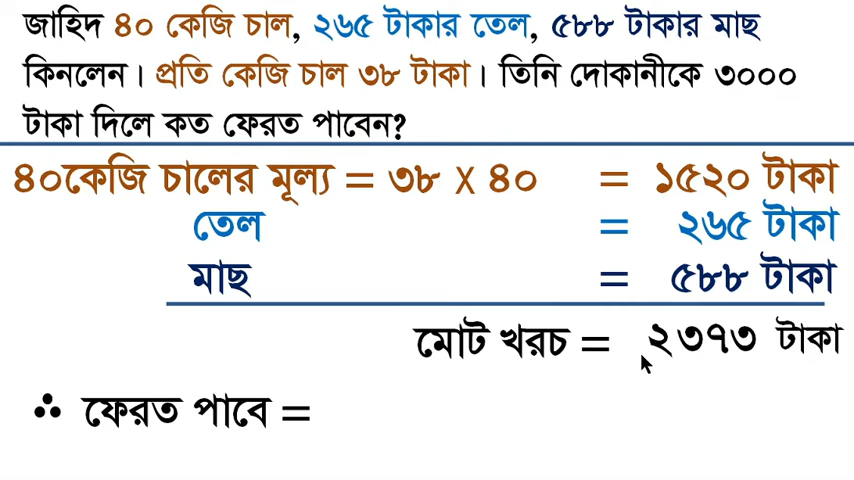 জাহিদ ৪০ কেজি চাল, ২৬৫ টাকার তেল, ৫৮৮ টাকার মাছ
কিনলেন। প্রতি কেজি চাল ৩৮ টাকা। তিনি দোকানীকে ৩০০০
টাকা দিলে কত ফেরত পাবেন?
৪০কেজি চালের মূল্য = ৩৮ X ৪০ = ১৫২০ টাকা
তেল = ২৬৫ টাকা
মাছ = ৫৮৮ টাকা
মোট খরচ = ২৩৭৩ টাকা
∴ ফেরত পাবে =